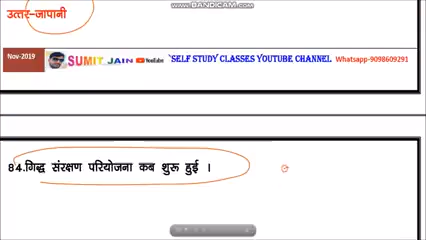 WWW.BANDICAM.COM
उत्तर-जापानी
Nov-2019 SUMIT JAIN YouTube `SELF STUDY CLASSES YOUTUBE CHANNEL Whatsapp-9098609291
84.गिद्ध संरक्षण परियोजना कब शुरू हुई ।